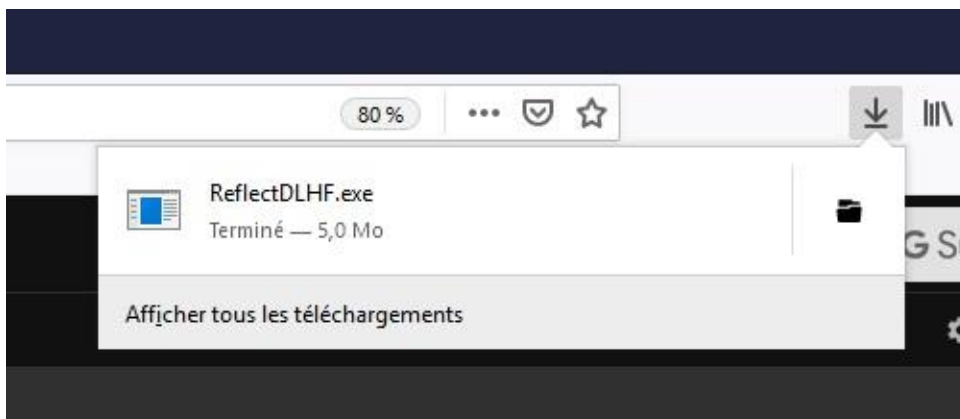 80 %
ReflectDLHF.exe
Terminé — 5,0 Mo
G S
Afficher tous les téléchargements